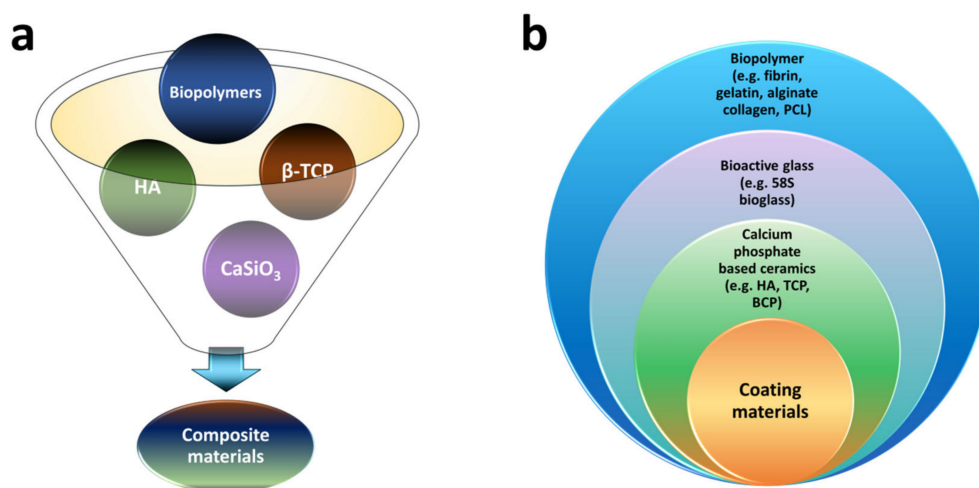 a
Biopolymers
HA
β-TCP
CaSiO₃
Composite
materials
b
Biopolymer
(e.g. fibrin,
gelatin, alginate
collagen, PCL)
Bioactive glass
(e.g. 58S
bioglass)
Calcium
phosphate
based ceramics
(e.g. HA, TCP,
BCP)
Coating
materials